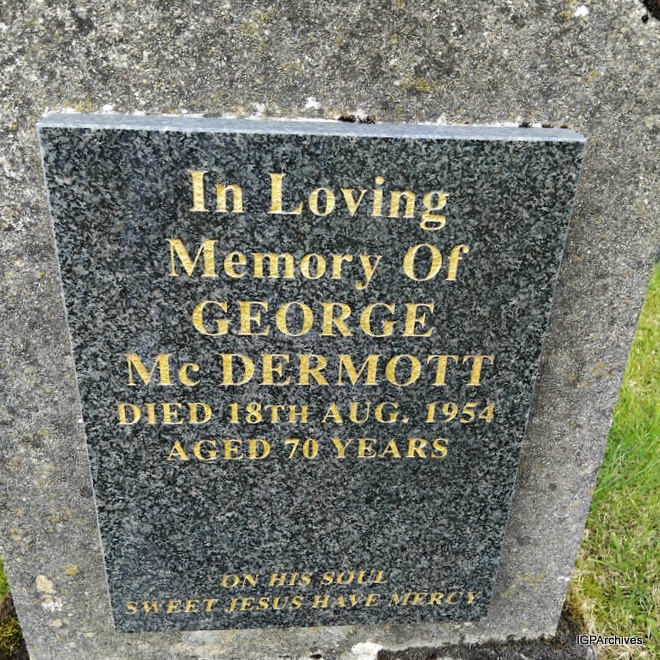 In Loving
Memory Of
GEORGE
Mc DERMOTT
DIED 18TH AUG. 1954
AGED 70 YEARS
ON HIS SOUL
SWEET JESUS HAVE MERCY
IGPArchives